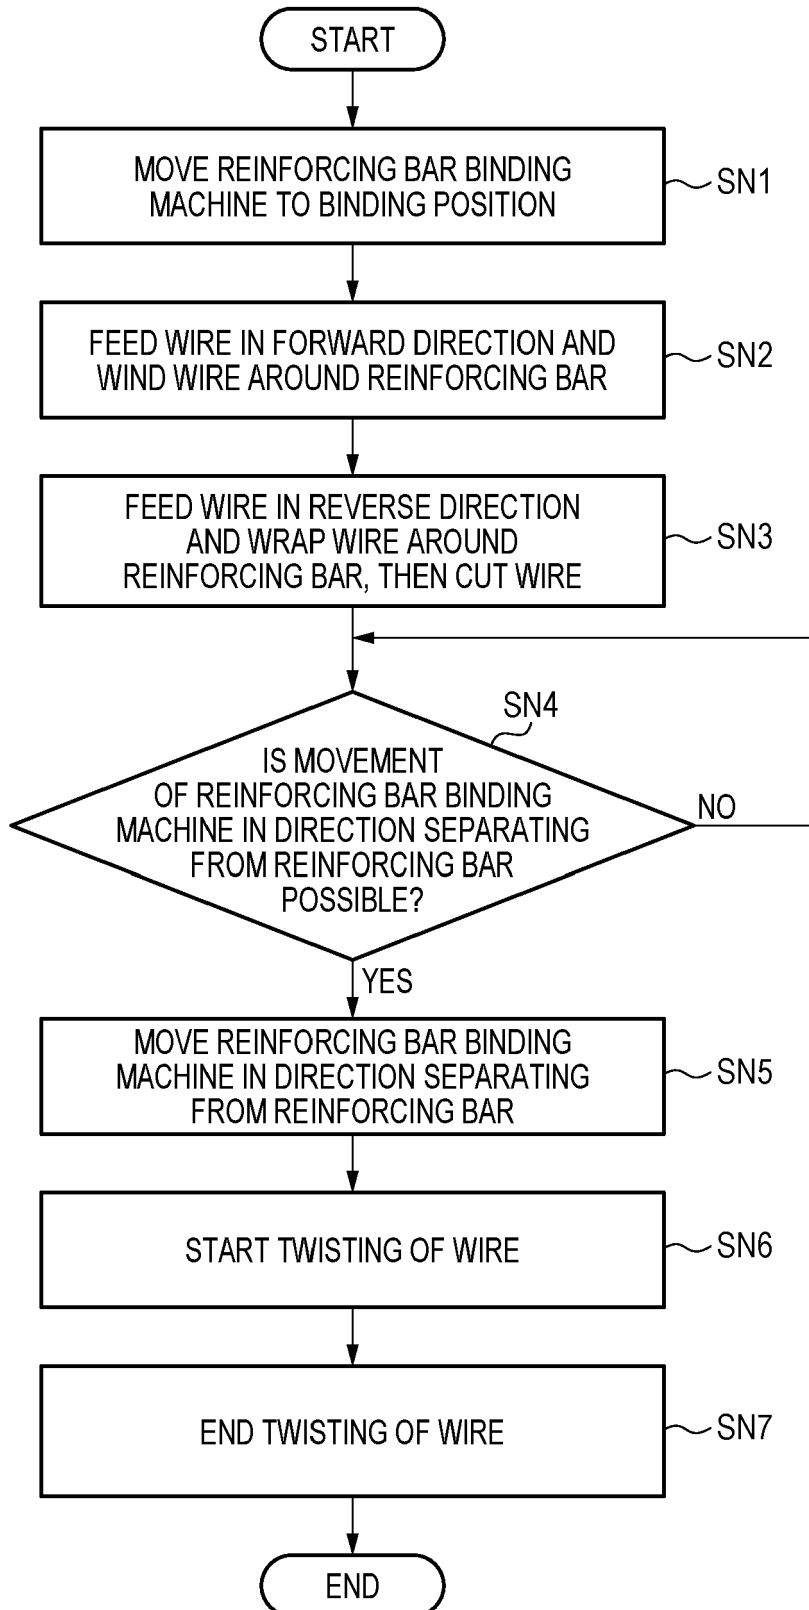 START
MOVE REINFORCING BAR BINDING
MACHINE TO BINDING POSITION
SN1
FEED WIRE IN FORWARD DIRECTION AND
WIND WIRE AROUND REINFORCING BAR
SN2
FEED WIRE IN REVERSE DIRECTION
AND WRAP WIRE AROUND
REINFORCING BAR, THEN CUT WIRE
SN3
SN4
IS MOVEMENT
OF REINFORCING BAR BINDING
MACHINE IN DIRECTION SEPARATING
FROM REINFORCING BAR
POSSIBLE?
NO
YES
MOVE REINFORCING BAR BINDING
MACHINE IN DIRECTION SEPARATING
FROM REINFORCING BAR
SN5
START TWISTING OF WIRE
SN6
END TWISTING OF WIRE
SN7
END